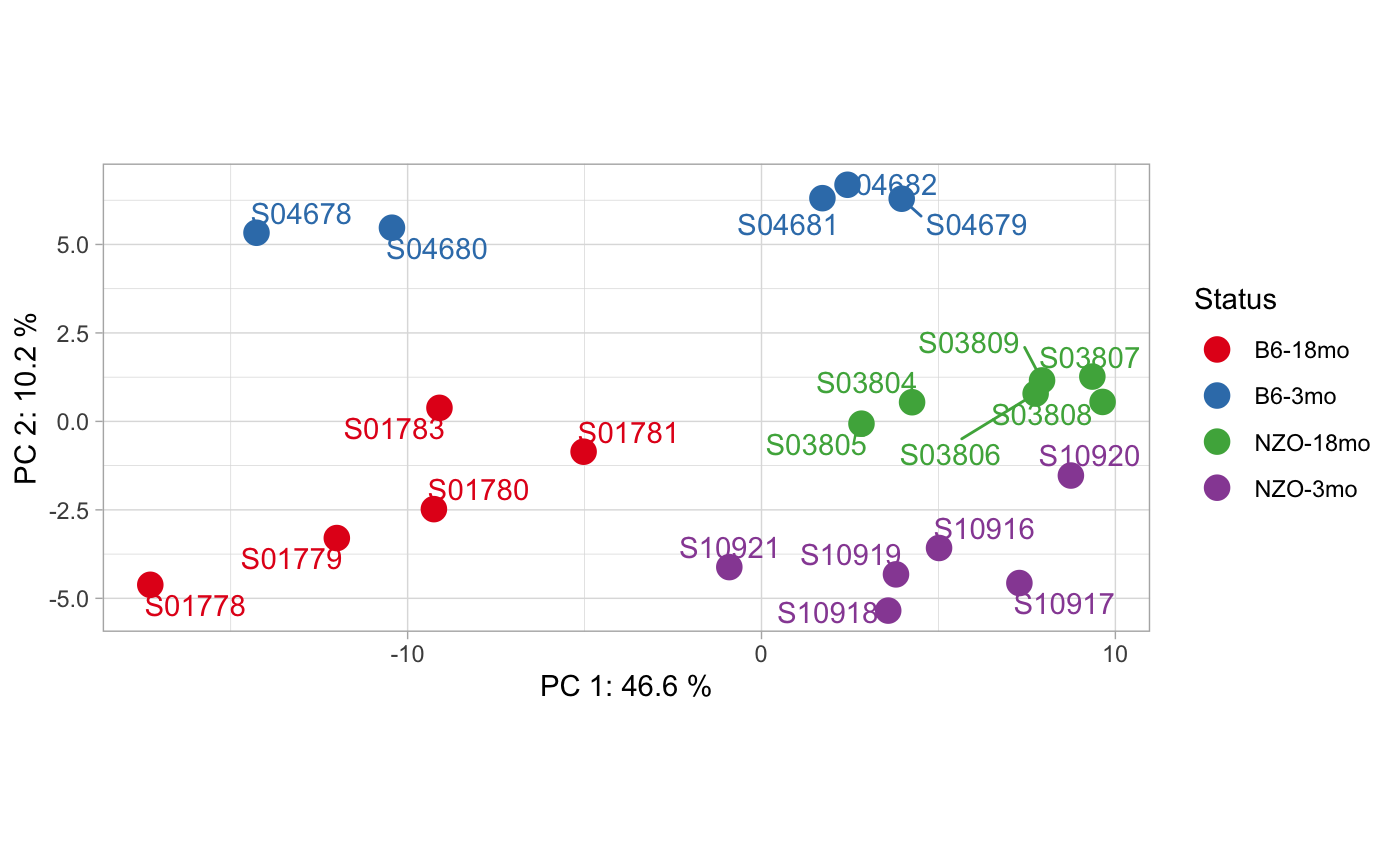 S04678
S04680
S04681
04682
S04679
S03809
S03807
S03804
S03808
S03805
S03806
S01783
S01781
S01780
S01779
S01778
S10920
S10916
S10921
S10919
S10917
S10918
5.0
2.5
0.0
-2.5
-5.0
PC 2: 10.2 %
-10
0
10
PC 1: 46.6 %
Status
B6-18mo
B6-3mo
NZO-18mo
NZO-3mo